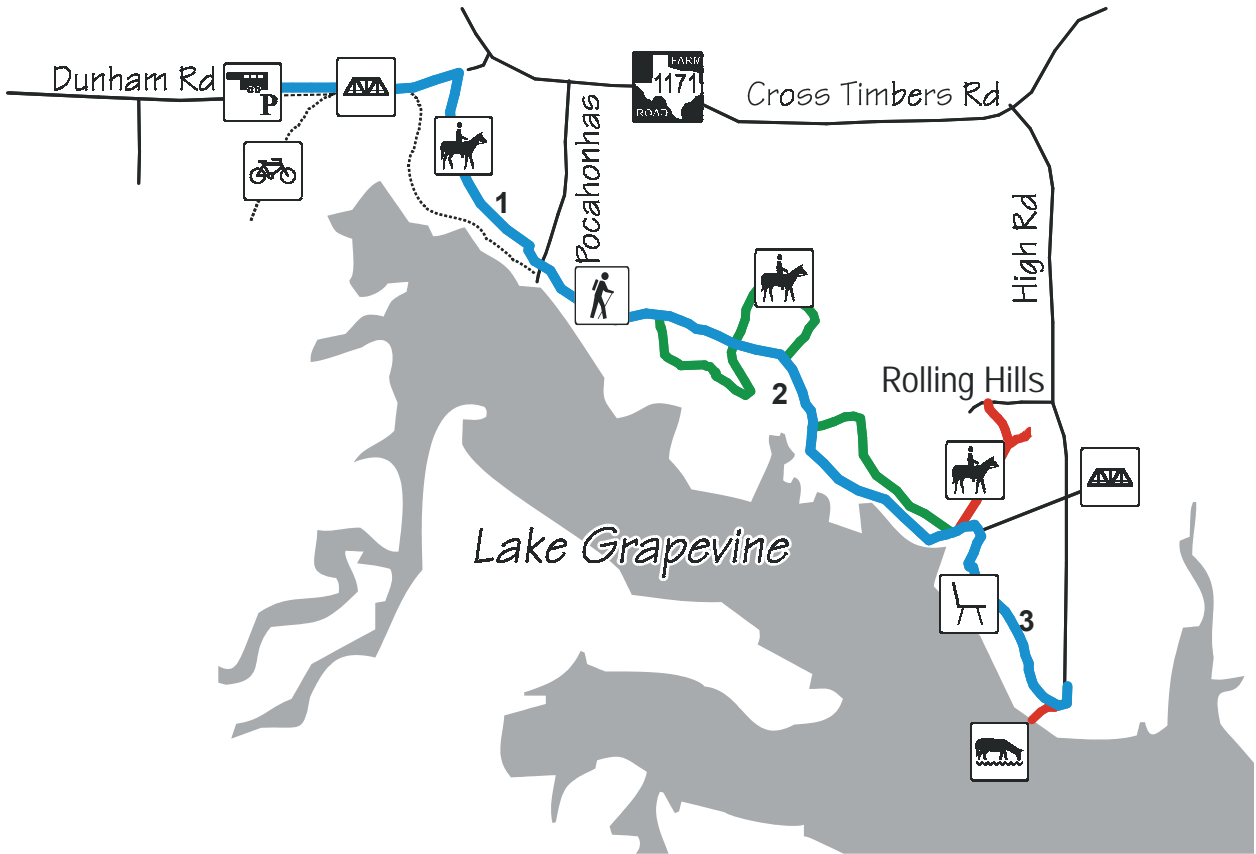 Dunham Rd
P
FARM
1171
ROAD
Cross Timbers Rd
Pocahonhas
1
High Rd
2
Rolling Hills
Lake Grapevine
3